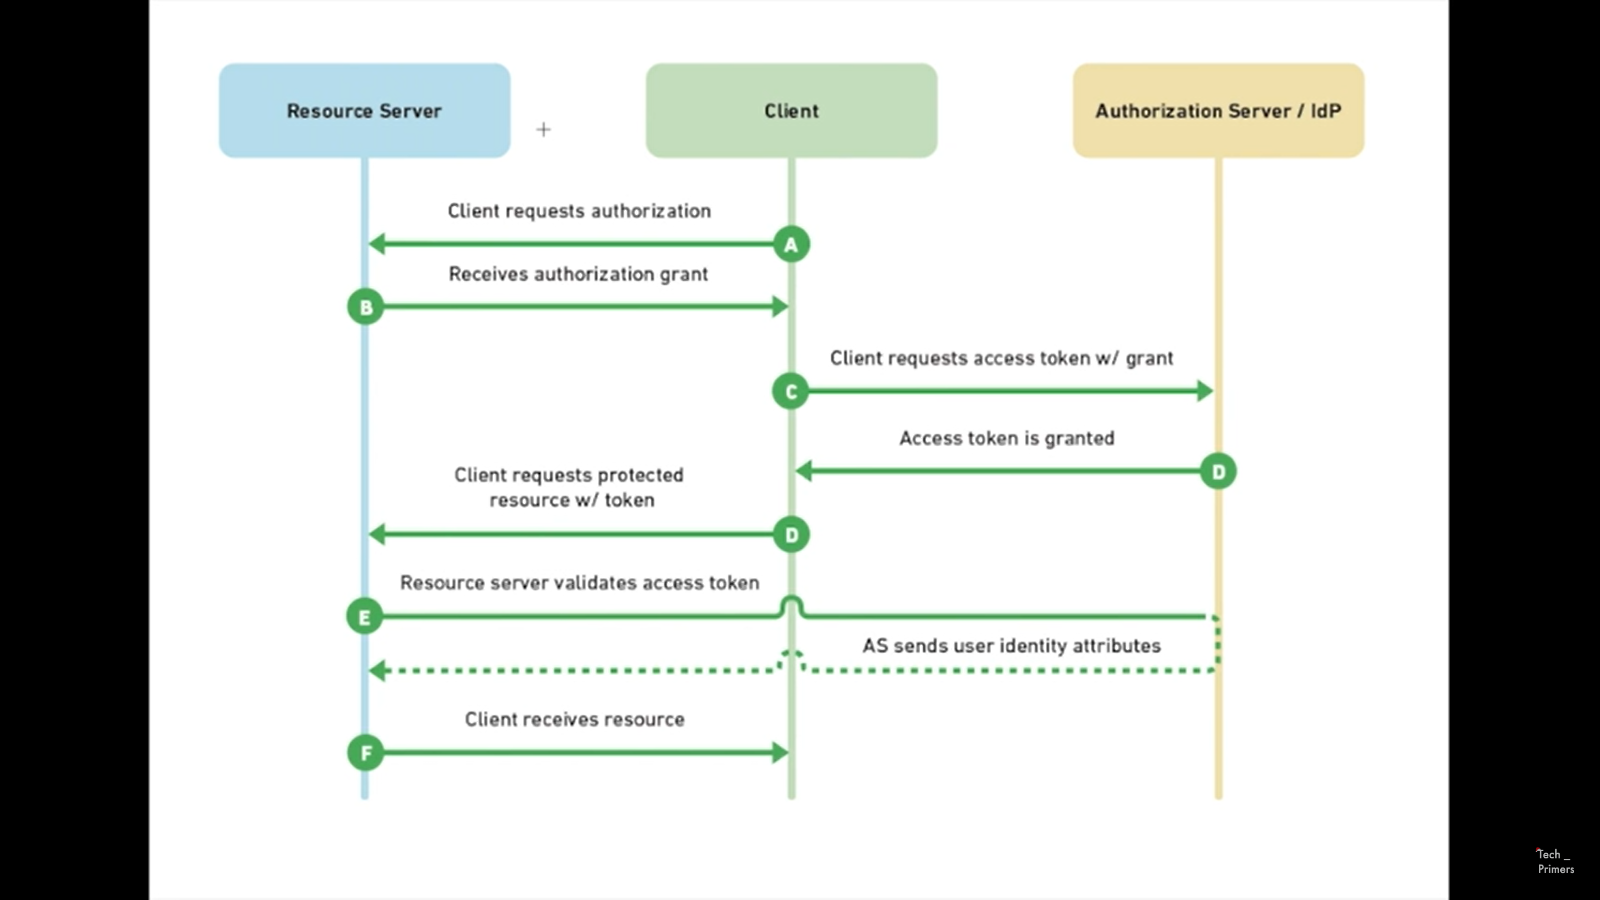 Resource Server
Client
Authorization Server / IdP
Client requests authorization
A
Receives authorization grant
B
Client requests access token w/ grant
C
Access token is granted
D
Client requests protected
resource w/ token
D
Resource server validates access token
E
AS sends user identity attributes
Client receives resource
F
Tech _
Primers